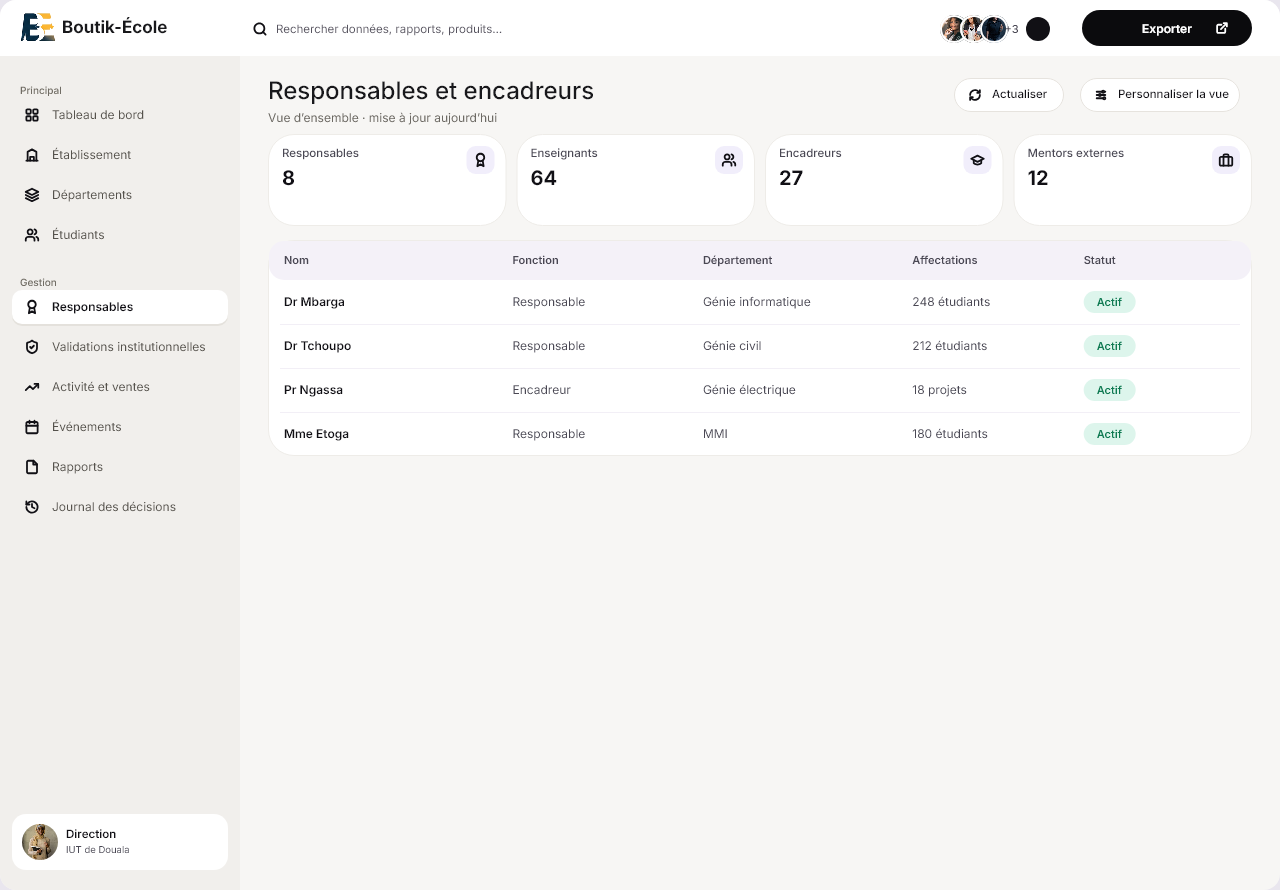 Boutik-École
Rechercher données, rapports, produits...
+3
Exporter
Principal
Tableau de bord
Établissement
Départements
Étudiants
Gestion
Responsables
Validations institutionnelles
Activité et ventes
Événements
Rapports
Journal des décisions
Direction
IUT de Douala
Responsables et encadreurs
Vue d’ensemble · mise à jour aujourd’hui
Actualiser
Personnaliser la vue
Responsables
8
Enseignants
64
Encadreurs
27
Mentors externes
12
Nom Fonction Département Affectations Statut
Dr Mbarga Responsable Génie informatique 248 étudiants Actif
Dr Tchoupo Responsable Génie civil 212 étudiants Actif
Pr Ngassa Encadreur Génie électrique 18 projets Actif
Mme Etoga Responsable MMI 180 étudiants Actif